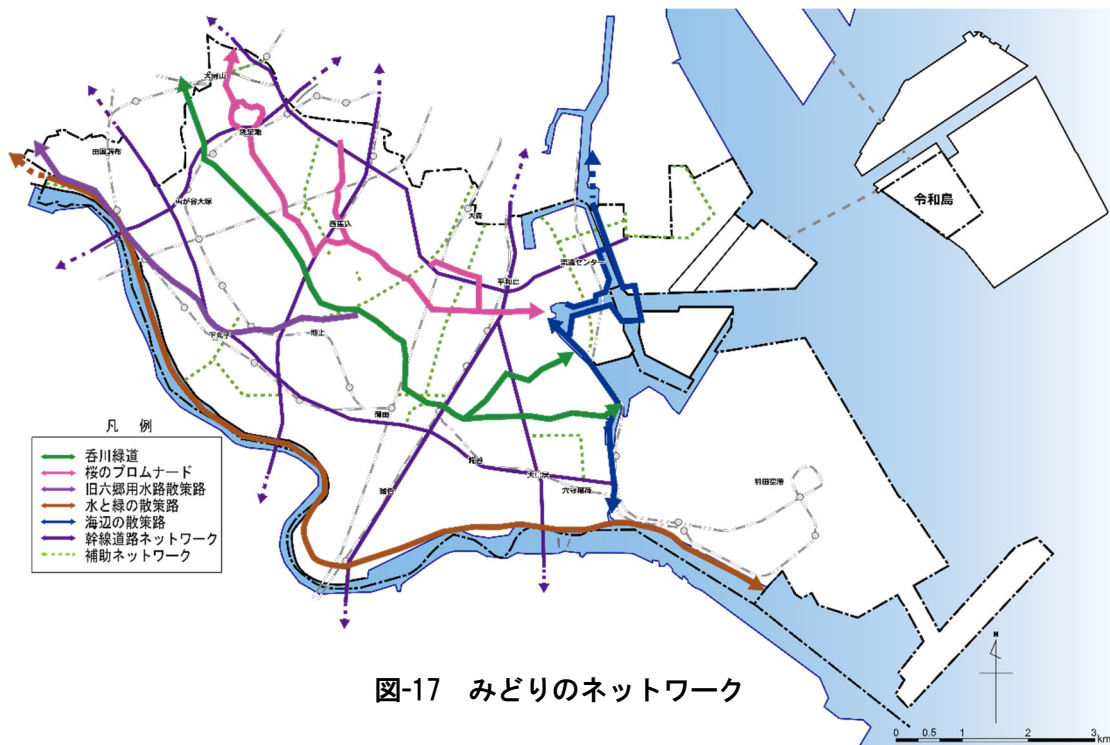 大岡山
洗足池
田園調布
雪が谷大塚
西馬込
大森
流通センター
平和島
令和島
下丸子
池上
蒲田
糀谷
大鳥居
穴守稲荷
雑色
羽田空港
凡 例
呑川緑道
桜のプロムナード
旧六郷用水路散策路
水と緑の散策路
海辺の散策路
幹線道路ネットワーク
補助ネットワーク
図-17 みどりのネットワーク
N
0 0.5 1 2 3
km